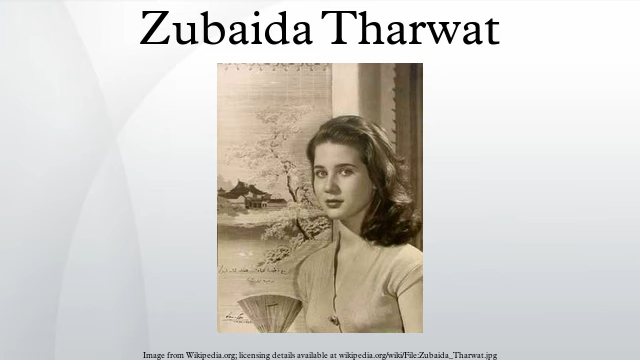 Zubaida Tharwat
Image from Wikipedia.org; licensing details available at wikipedia.org/wiki/File:Zubaida_Tharwat.jpg